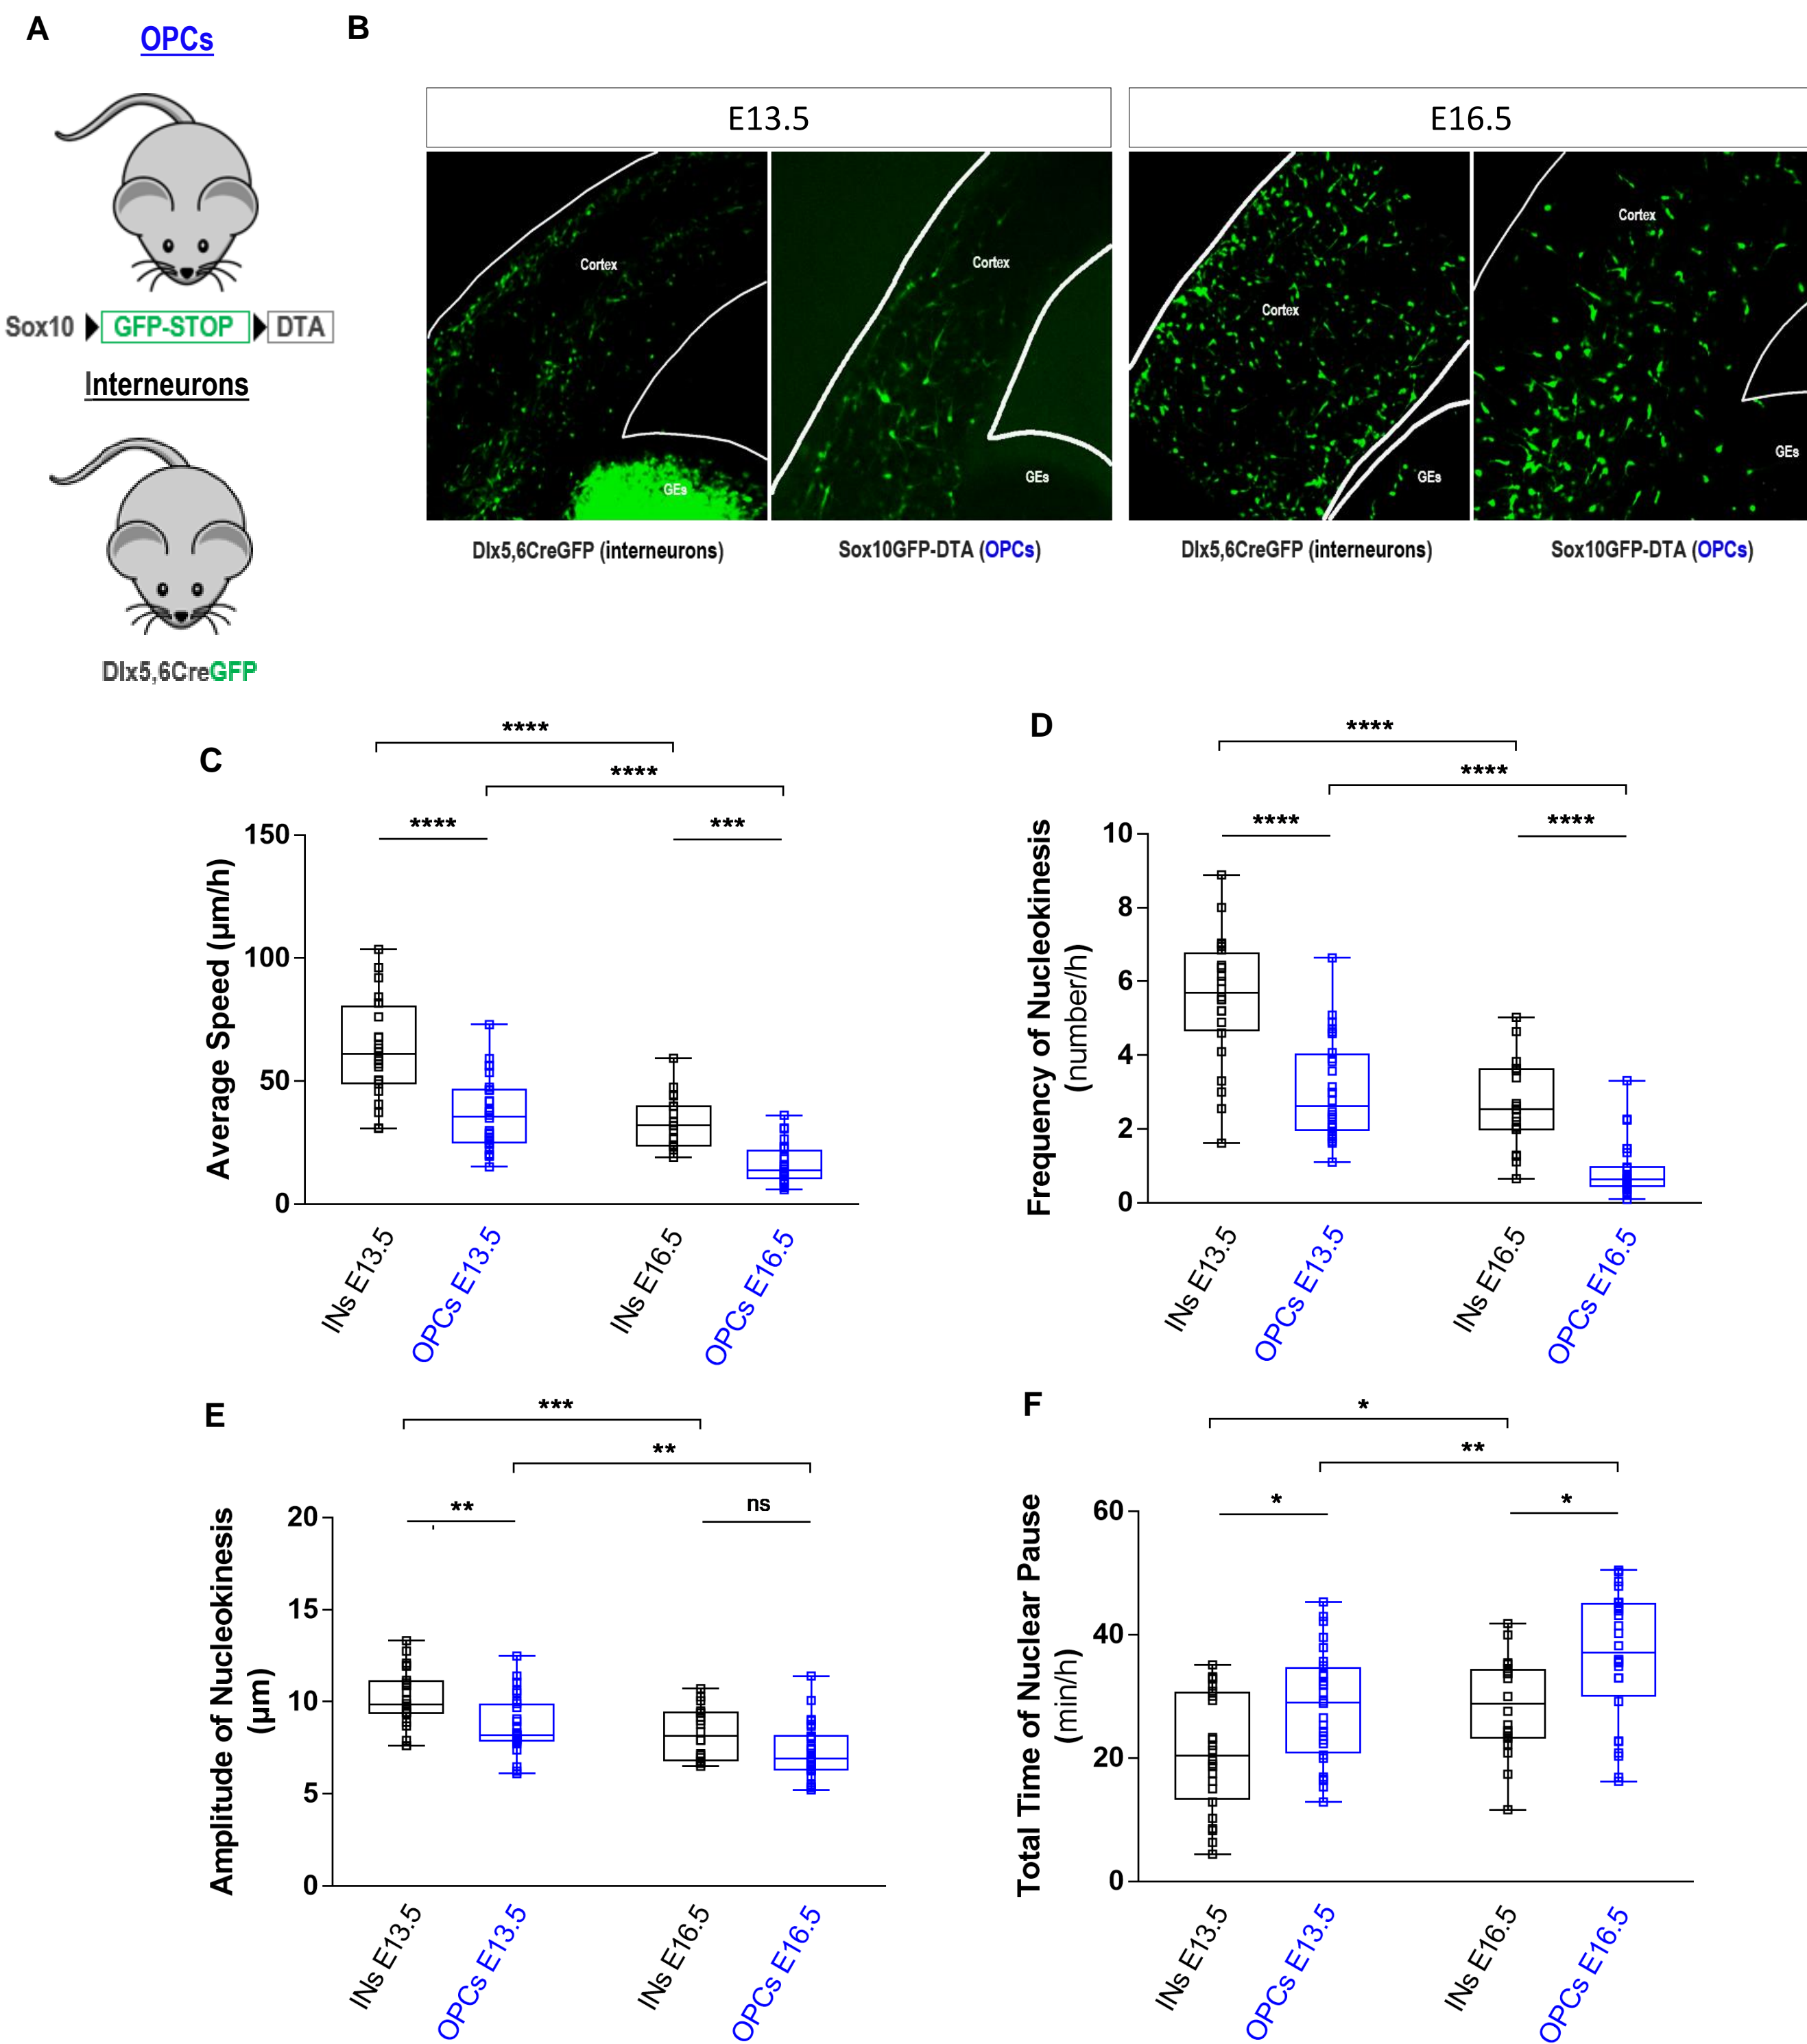 A
OPCs
Sox10 GFP-STOP DTA
Interneurons
Dlx5,6CreGFP
B
E13.5
E16.5
Cortex
GEs
Cortex
GEs
Cortex
GEs
Cortex
GEs
Dlx5,6CreGFP (interneurons)
Sox10GFP-DTA (OPCs)
Dlx5,6CreGFP (interneurons)
Sox10GFP-DTA (OPCs)
C
****
****
****
***
Average Speed (µm/h)
150
100
50
0
INs E13.5
OPCs E13.5
INs E16.5
OPCs E16.5
D
****
****
****
****
Frequency of Nucleokinesis
(number/h)
10
8
6
4
2
0
INs E13.5
OPCs E13.5
INs E16.5
OPCs E16.5
E
***
**
**
ns
Amplitude of Nucleokinesis
(µm)
20
15
10
5
0
INs E13.5
OPCs E13.5
INs E16.5
OPCs E16.5
F
*
**
*
*
Total Time of Nuclear Pause
(min/h)
60
40
20
0
INs E13.5
OPCs E13.5
INs E16.5
OPCs E16.5